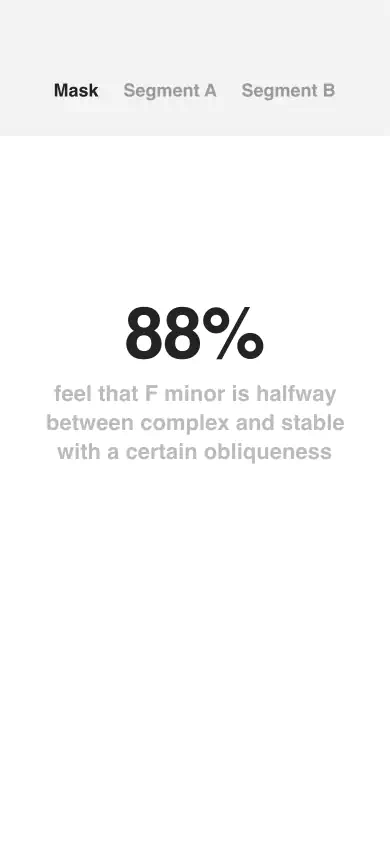 Mask Segment A Segment B
88%
feel that F minor is halfway
between complex and stable
with a certain obliqueness